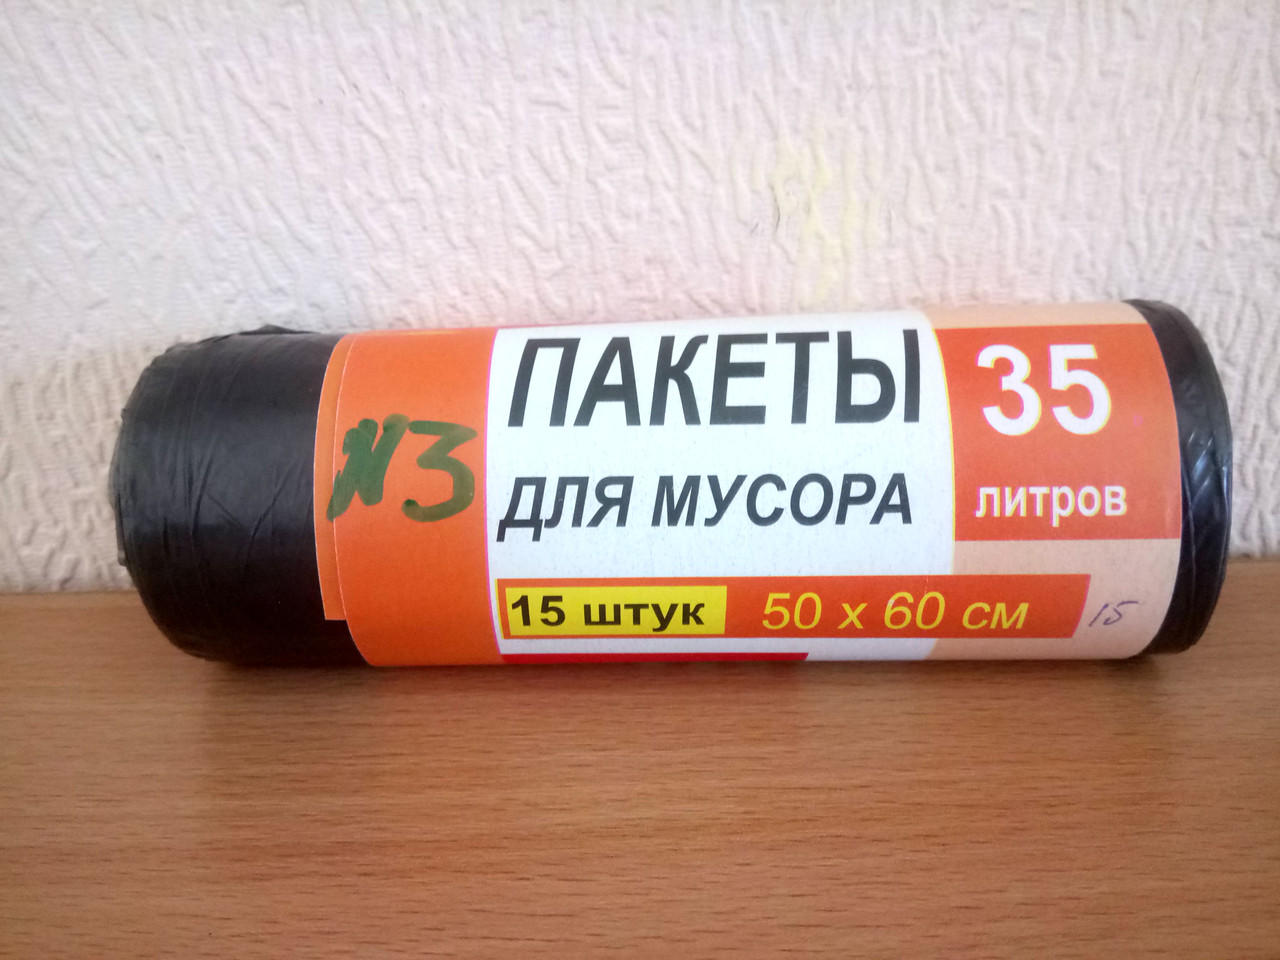 ПАКЕТЫ
ДЛЯ МУСОРА
35
литров
№3
15 штук
50 х 60 см
15